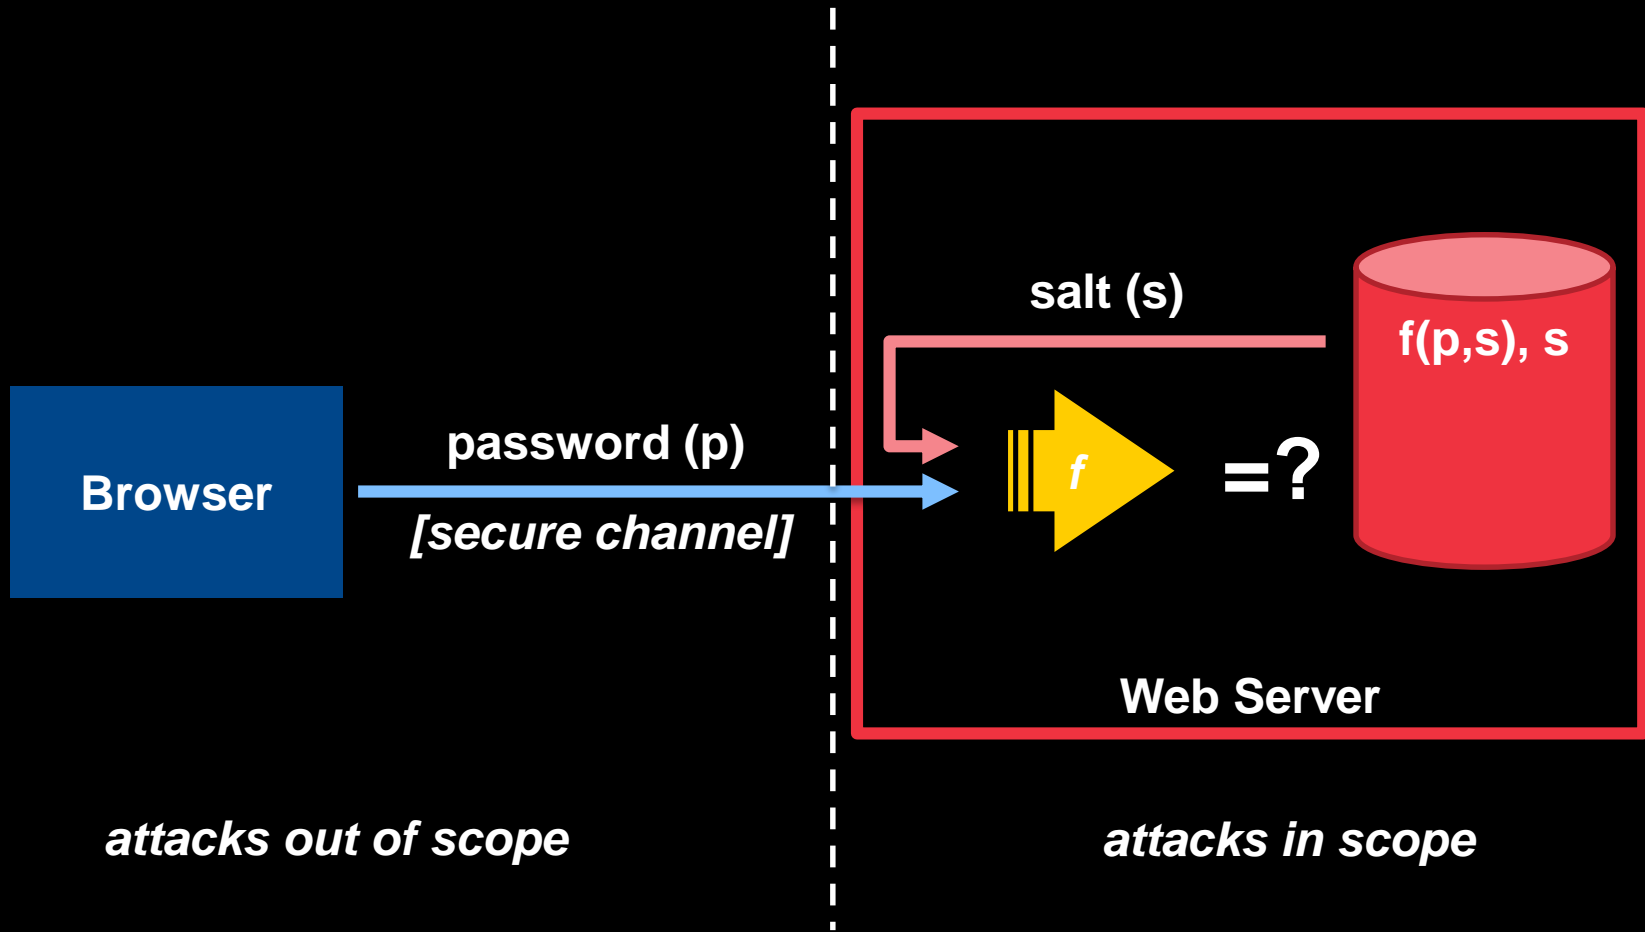 salt (s)
f(p,s), s
password (p)
Browser
f
=?
[secure channel]
Web Server
attacks out of scope
attacks in scope